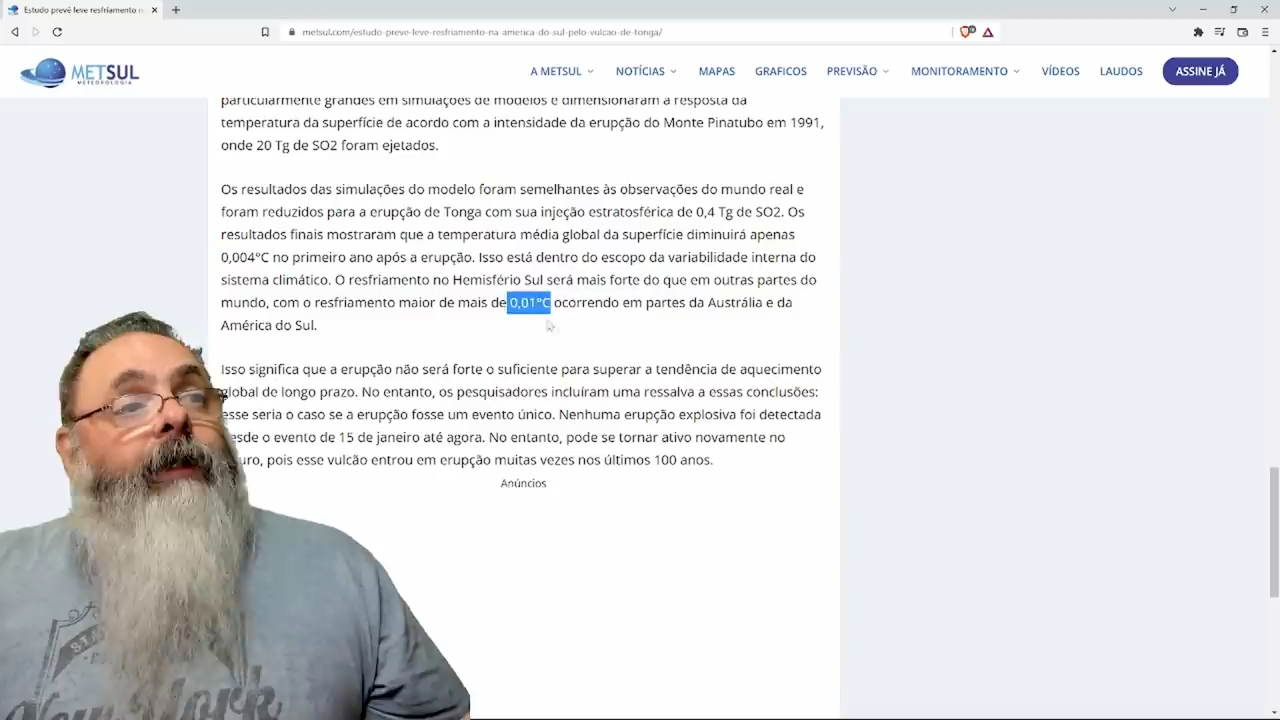 Estudo prevê leve resfriamento n
metsul.com/estudo-preve-leve-resfriamento-na-america-do-sul-pelo-vulcao-de-tonga/
METSUL
METEOROLOGIA
A METSUL
NOTÍCIAS
MAPAS
GRAFICOS
PREVISÃO
MONITORAMENTO
VÍDEOS
LAUDOS
ASSINE JÁ
particularmente grandes em simulações de modelos e dimensionaram a resposta da
temperatura da superfície de acordo com a intensidade da erupção do Monte Pinatubo em 1991,
onde 20 Tg de SO2 foram ejetados.
Os resultados das simulações do modelo foram semelhantes às observações do mundo real e
foram reduzidos para a erupção de Tonga com sua injeção estratosférica de 0,4 Tg de SO2. Os
resultados finais mostraram que a temperatura média global da superfície diminuirá apenas
0,004°C no primeiro ano após a erupção. Isso está dentro do escopo da variabilidade interna do
sistema climático. O resfriamento no Hemisfério Sul será mais forte do que em outras partes do
mundo, com o resfriamento maior de mais de 0,01°C ocorrendo em partes da Austrália e da
América do Sul.
Isso significa que a erupção não será forte o suficiente para superar a tendência de aquecimento
global de longo prazo. No entanto, os pesquisadores incluíram uma ressalva a essas conclusões:
esse seria o caso se a erupção fosse um evento único. Nenhuma erupção explosiva foi detectada
desde o evento de 15 de janeiro até agora. No entanto, pode se tornar ativo novamente no
uro, pois esse vulcão entrou em erupção muitas vezes nos últimos 100 anos.
Anúncios
New York